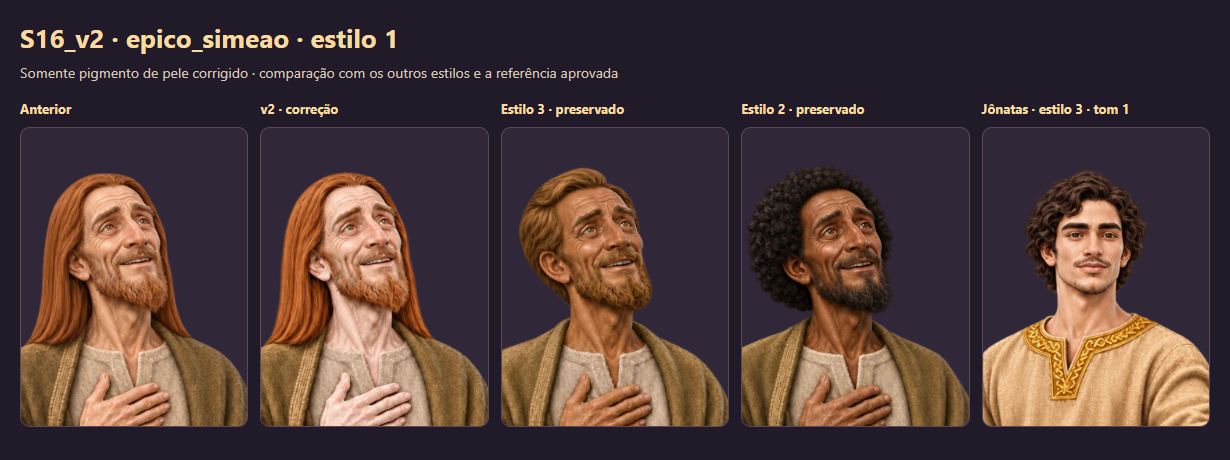 S16_v2 · epico_simeao · estilo 1
Somente pigmento de pele corrigido · comparação com os outros estilos e a referência aprovada
Anterior
v2 · correção
Estilo 3 · preservado
Estilo 2 · preservado
Jônatas · estilo 3 · tom 1